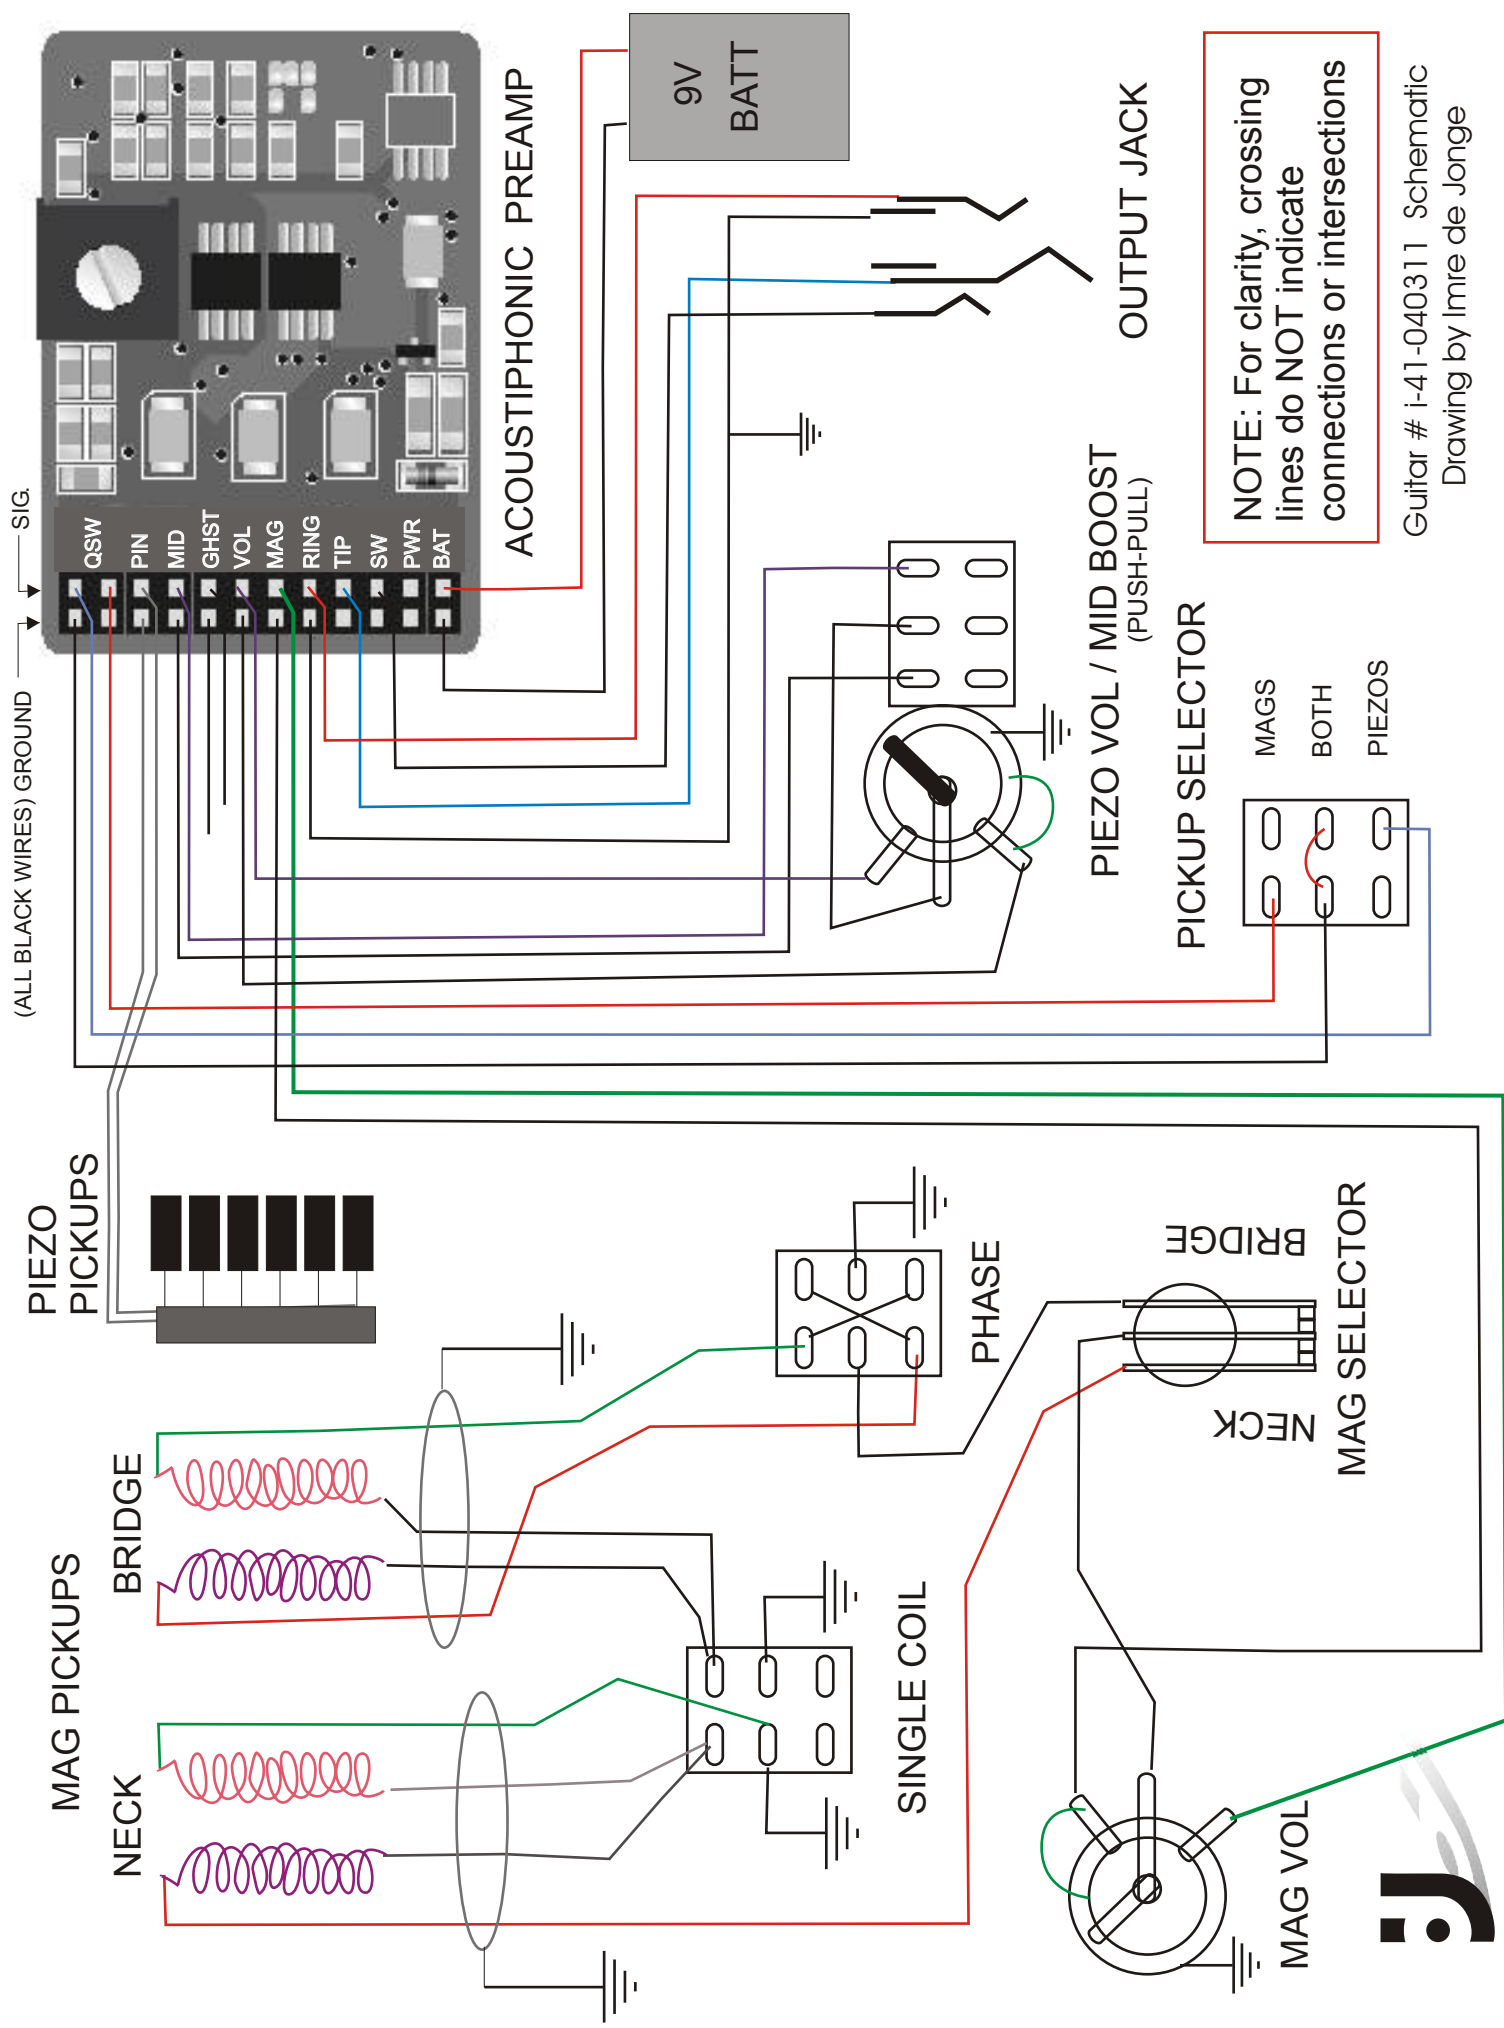 SIG.
(ALL BLACK WIRES) GROUND
QSW
PIN
MID
GHST
VOL
MAG
RING
TIP
SW
PWR
BAT
ACCOUSTIPHONIC PREAMP
9V
BATT
OUTPUT JACK
PIEZO VOL / MID BOOST
(PUSH-PULL)
PICKUP SELECTOR
MAGS
BOTH
PIEZOS
NOTE: For clarity, crossing
lines do NOT indicate
connections or intersections
Guitar # i-41-040311 Schematic
Drawing by Imre de Jonge
PIEZO
PICKUPS
MAG PICKUPS
BRIDGE
NECK
PHASE
SINGLE COIL
BRIDGE
NECK
MAG SELECTOR
MAG VOL